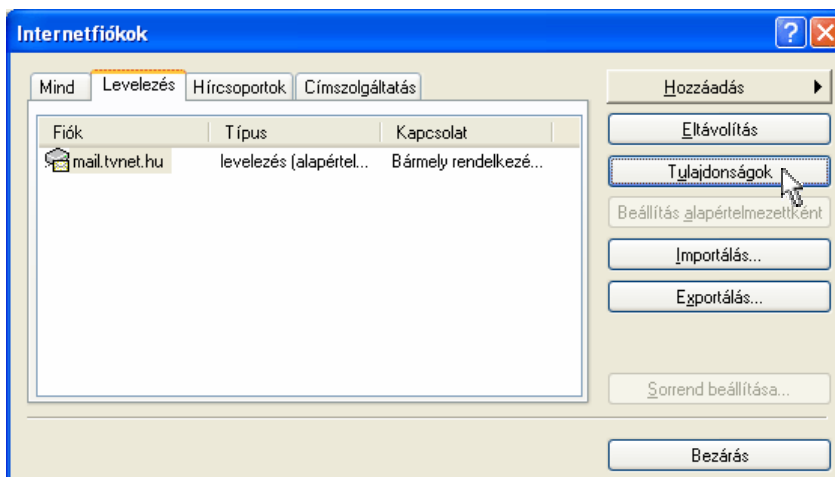 Internetfiókok
Mind Levelezés Hírcsoportok Címszolgáltatás
Fiók Típus Kapcsolat
mail.tvnet.hu levelezés (alapértel... Bármely rendelkezé...
Hozzáadás
Eltávolítás
Tulajdonságok
Beállítás alapértelmezettként
Importálás...
Exportálás...
Sorrend beállítása...
Bezárás